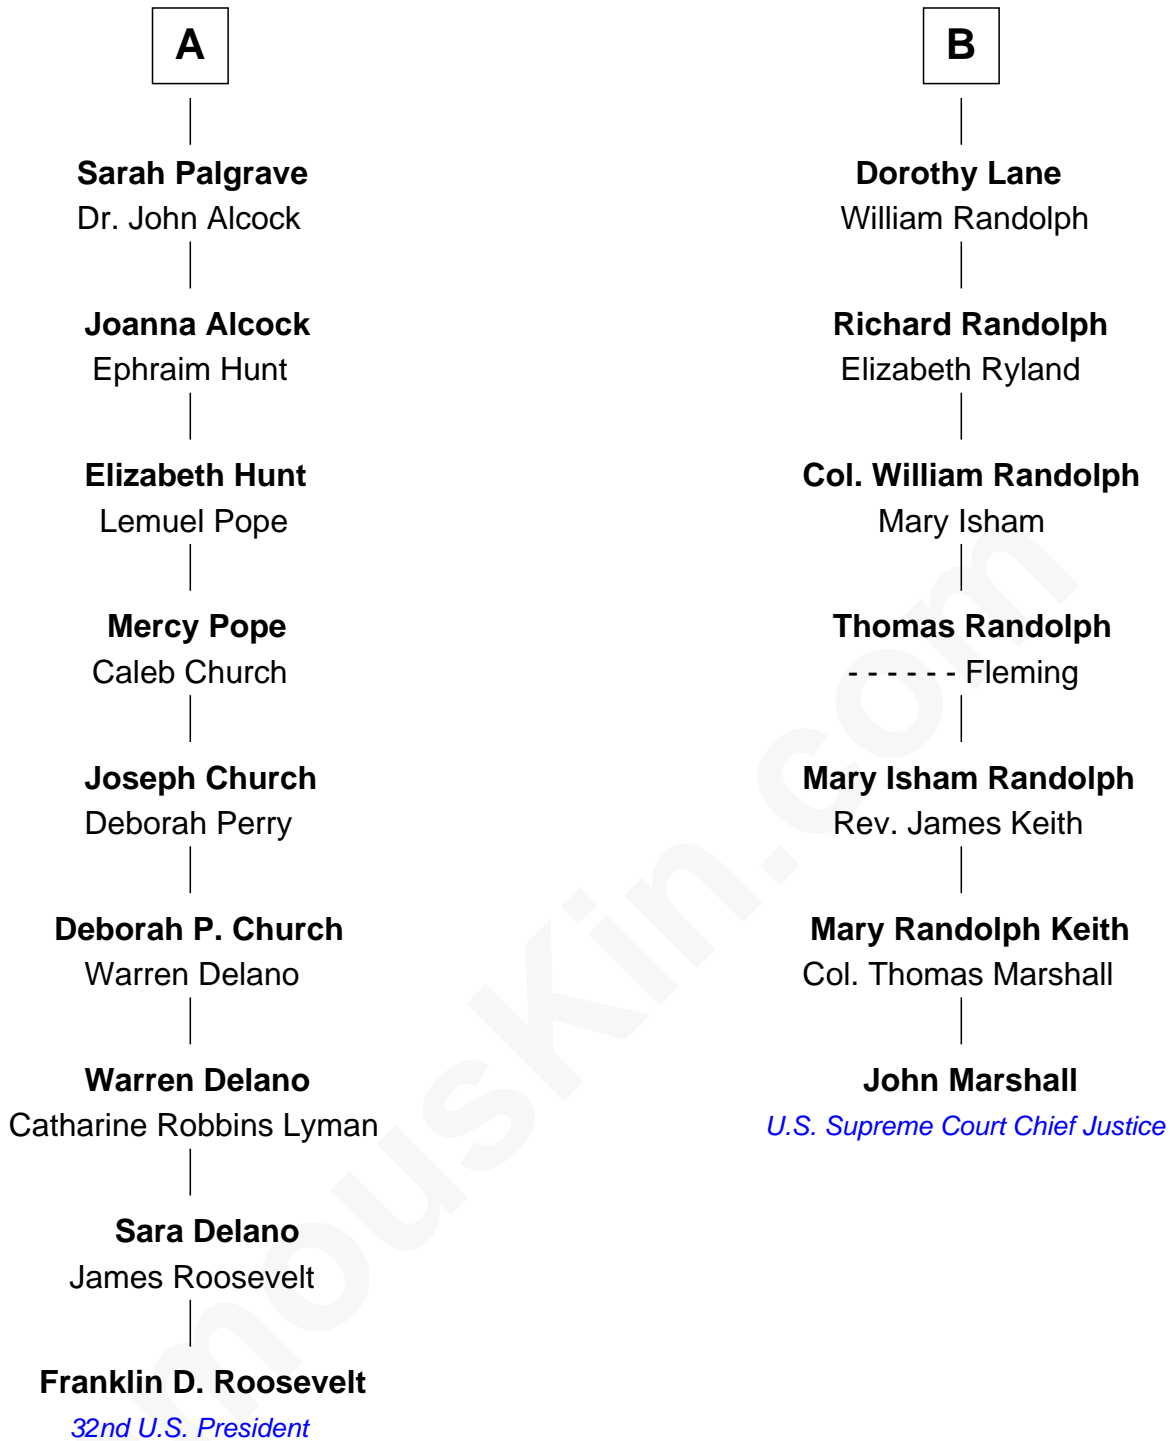 A
Sarah Palgrave
Dr. John Alcock
Joanna Alcock
Ephraim Hunt
Elizabeth Hunt
Lemuel Pope
Mercy Pope
Caleb Church
Joseph Church
Deborah Perry
Deborah P. Church
Warren Delano
Warren Delano
Catharine Robbins Lyman
Sara Delano
James Roosevelt
Franklin D. Roosevelt
32nd U.S. President
B
Dorothy Lane
William Randolph
Richard Randolph
Elizabeth Ryland
Col. William Randolph
Mary Isham
Thomas Randolph
- - - - - - Fleming
Mary Isham Randolph
Rev. James Keith
Mary Randolph Keith
Col. Thomas Marshall
John Marshall
U.S. Supreme Court Chief Justice
mouskin.com